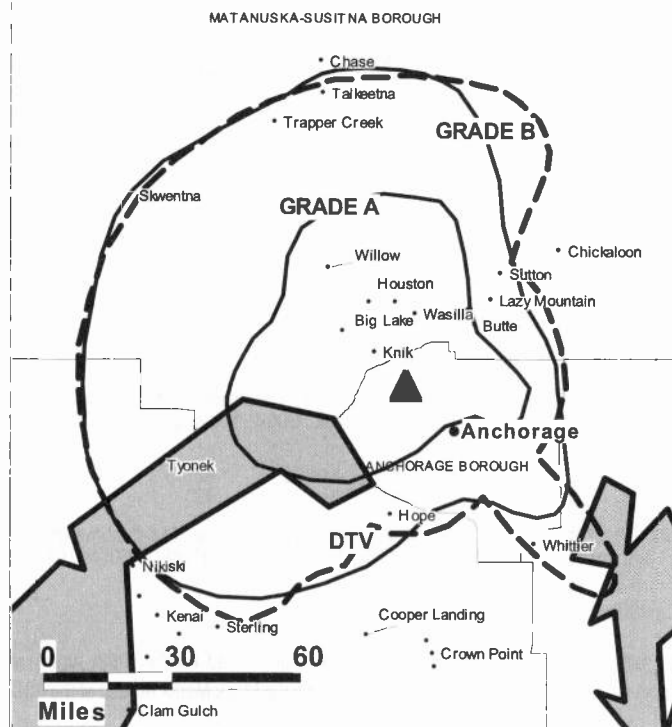 MATANUSKA-SUSITNA BOROUGH
Chase
Talkeetna
Trapper Creek
GRADE B
Skwentna
GRADE A
Chickaloon
Willow
Sutton
Houston
Lazy Mountain
Wasilla
Big Lake
Butte
Knik
Anchorage
Tyonek
ANCHORAGE BOROUGH
Hope
DTV
Whittier
Nikiski
Kenai
Cooper Landing
Sterling
0 30 60
Crown Point
Miles
Clam Gulch